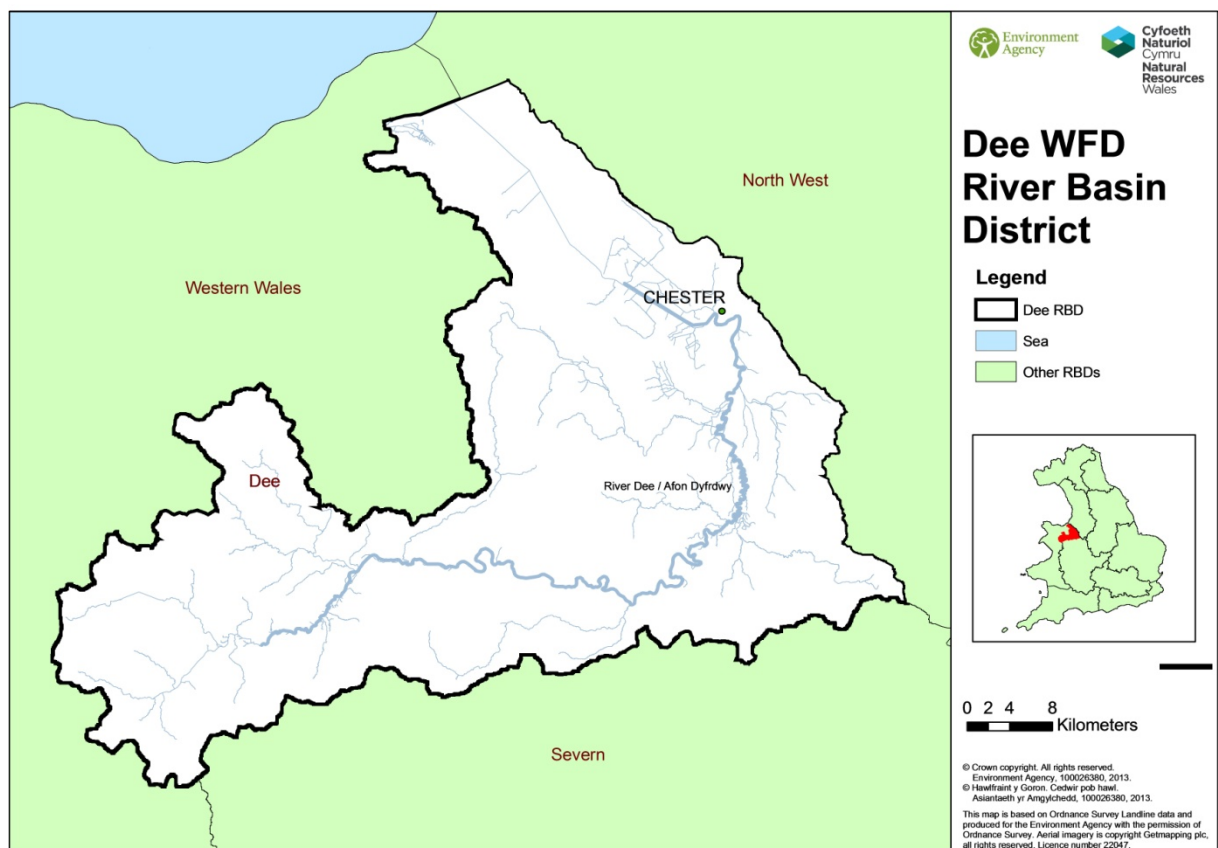 North West
Western Wales
CHESTER
Dee
River Dee / Afon Dyfrdwy
Severn
Environment
Agency
Cyfoeth
Naturiol
Cymru
Natural
Resources
Wales
Dee WFD
River Basin
District
Legend
Dee RBD
Sea
Other RBDs
0 2 4 8
Kilometers
© Crown copyright. All rights reserved.
Environment Agency, 100026380, 2013.
© Hawlfraint y Goron. Cedwir pob hawl.
Asiantaeth yr Amgylchedd, 100026380, 2013.
This map is based on Ordnance Survey Landline data and
produced for the Environment Agency with the permission of
Ordnance Survey. Aerial imagery is copyright Getmapping plc,
all rights reserved. Licence number 22047.